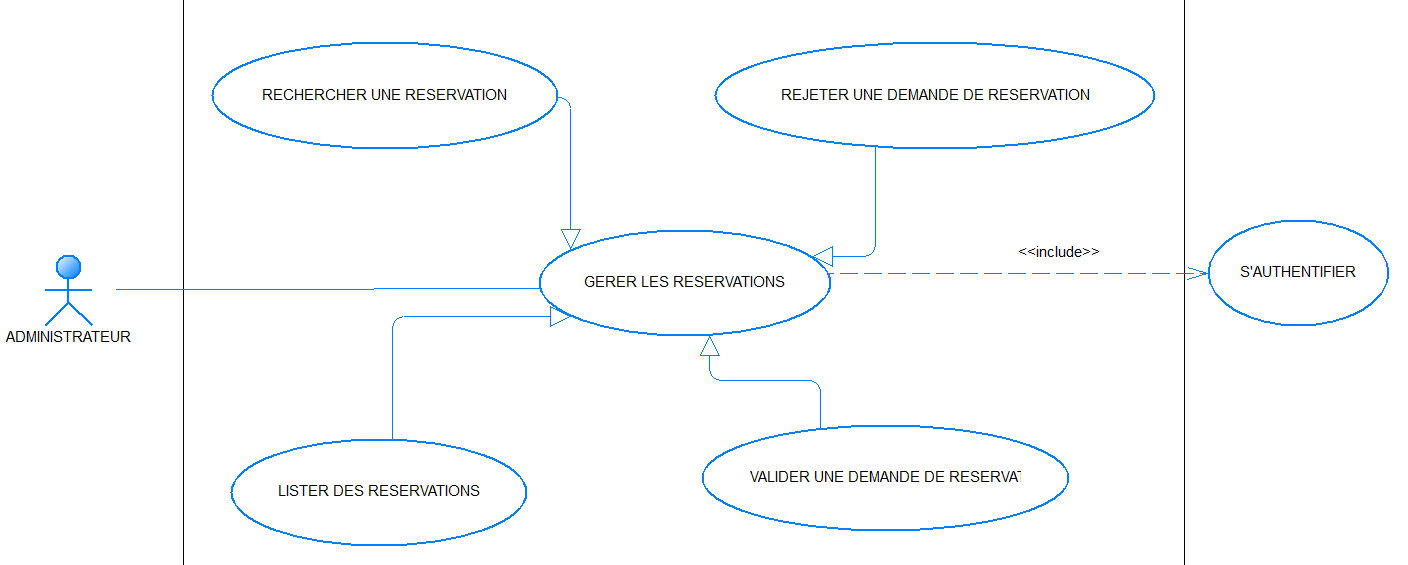 RECHERCHER UNE RESERVATION
REJETER UNE DEMANDE DE RESERVATION
<<include>>
GERER LES RESERVATIONS
S'AUTHENTIFIER
ADMINISTRATEUR
LISTER DES RESERVATIONS
VALIDER UNE DEMANDE DE RESERVAT